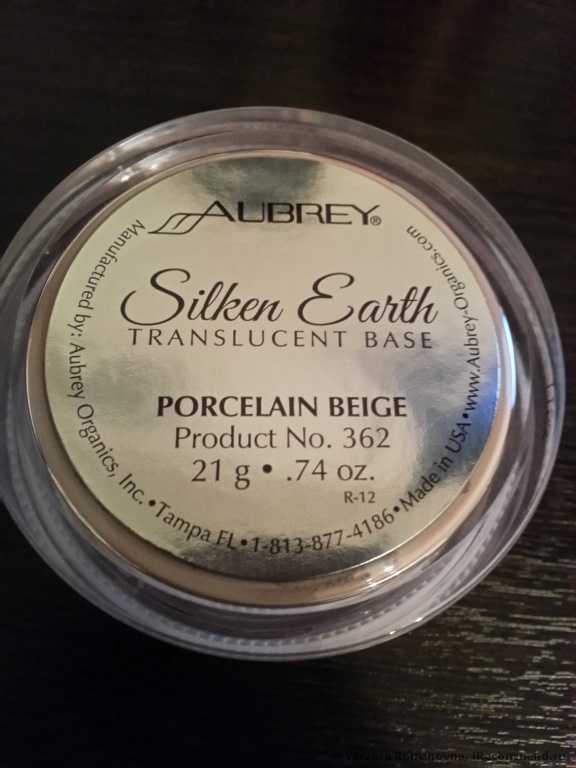 AUBREY®
Silken Earth
TRANSLUCENT BASE
PORCELAIN BEIGE
Product No. 362
21 g • .74 oz.
R-12
Manufactured by: Aubrey Organics, Inc. • Tampa FL • 1-813-877-4186 • Made in USA • www.Aubrey-Organics.com